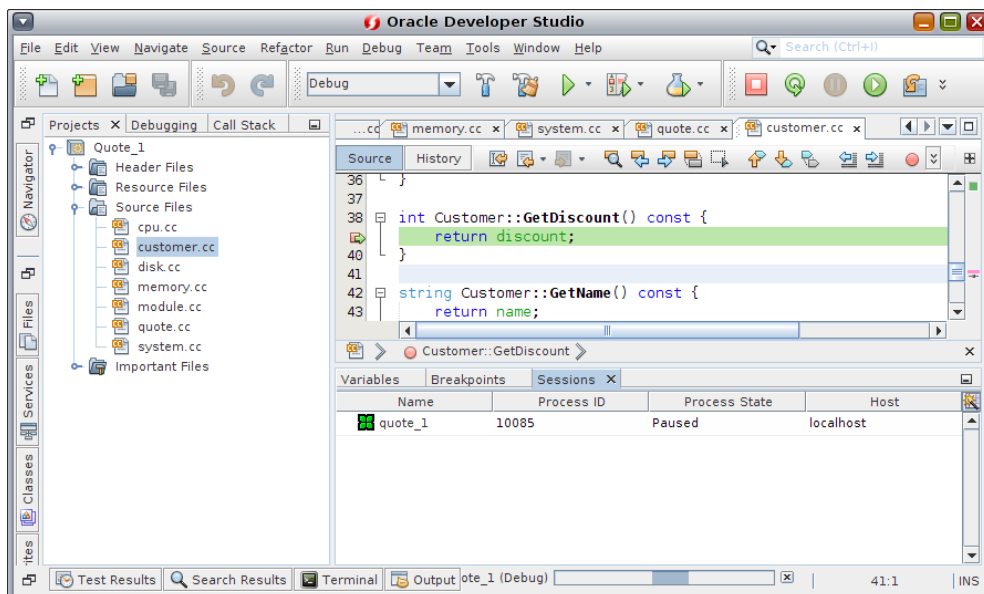 Oracle Developer Studio
File Edit View Navigate Source Refactor Run Debug Team Tools Window Help
Search (Ctrl+I)
Debug
Projects X Debugging Call Stack
...cc memory.cc x system.cc x quote.cc x customer.cc x
Navigator
Files
Services
Classes
ites
Quote_1
Header Files
Resource Files
Source Files
cpu.cc
customer.cc
disk.cc
memory.cc
module.cc
quote.cc
system.cc
Important Files
Source History
36 }
37
38 int Customer::GetDiscount() const {
return discount;
40 }
41
42 string Customer::GetName() const {
43 return name;
Customer::GetDiscount
Variables Breakpoints Sessions X
Name Process ID Process State Host
quote_1 10085 Paused localhost
Test Results Search Results Terminal Output ote_1 (Debug) 41:1 INS